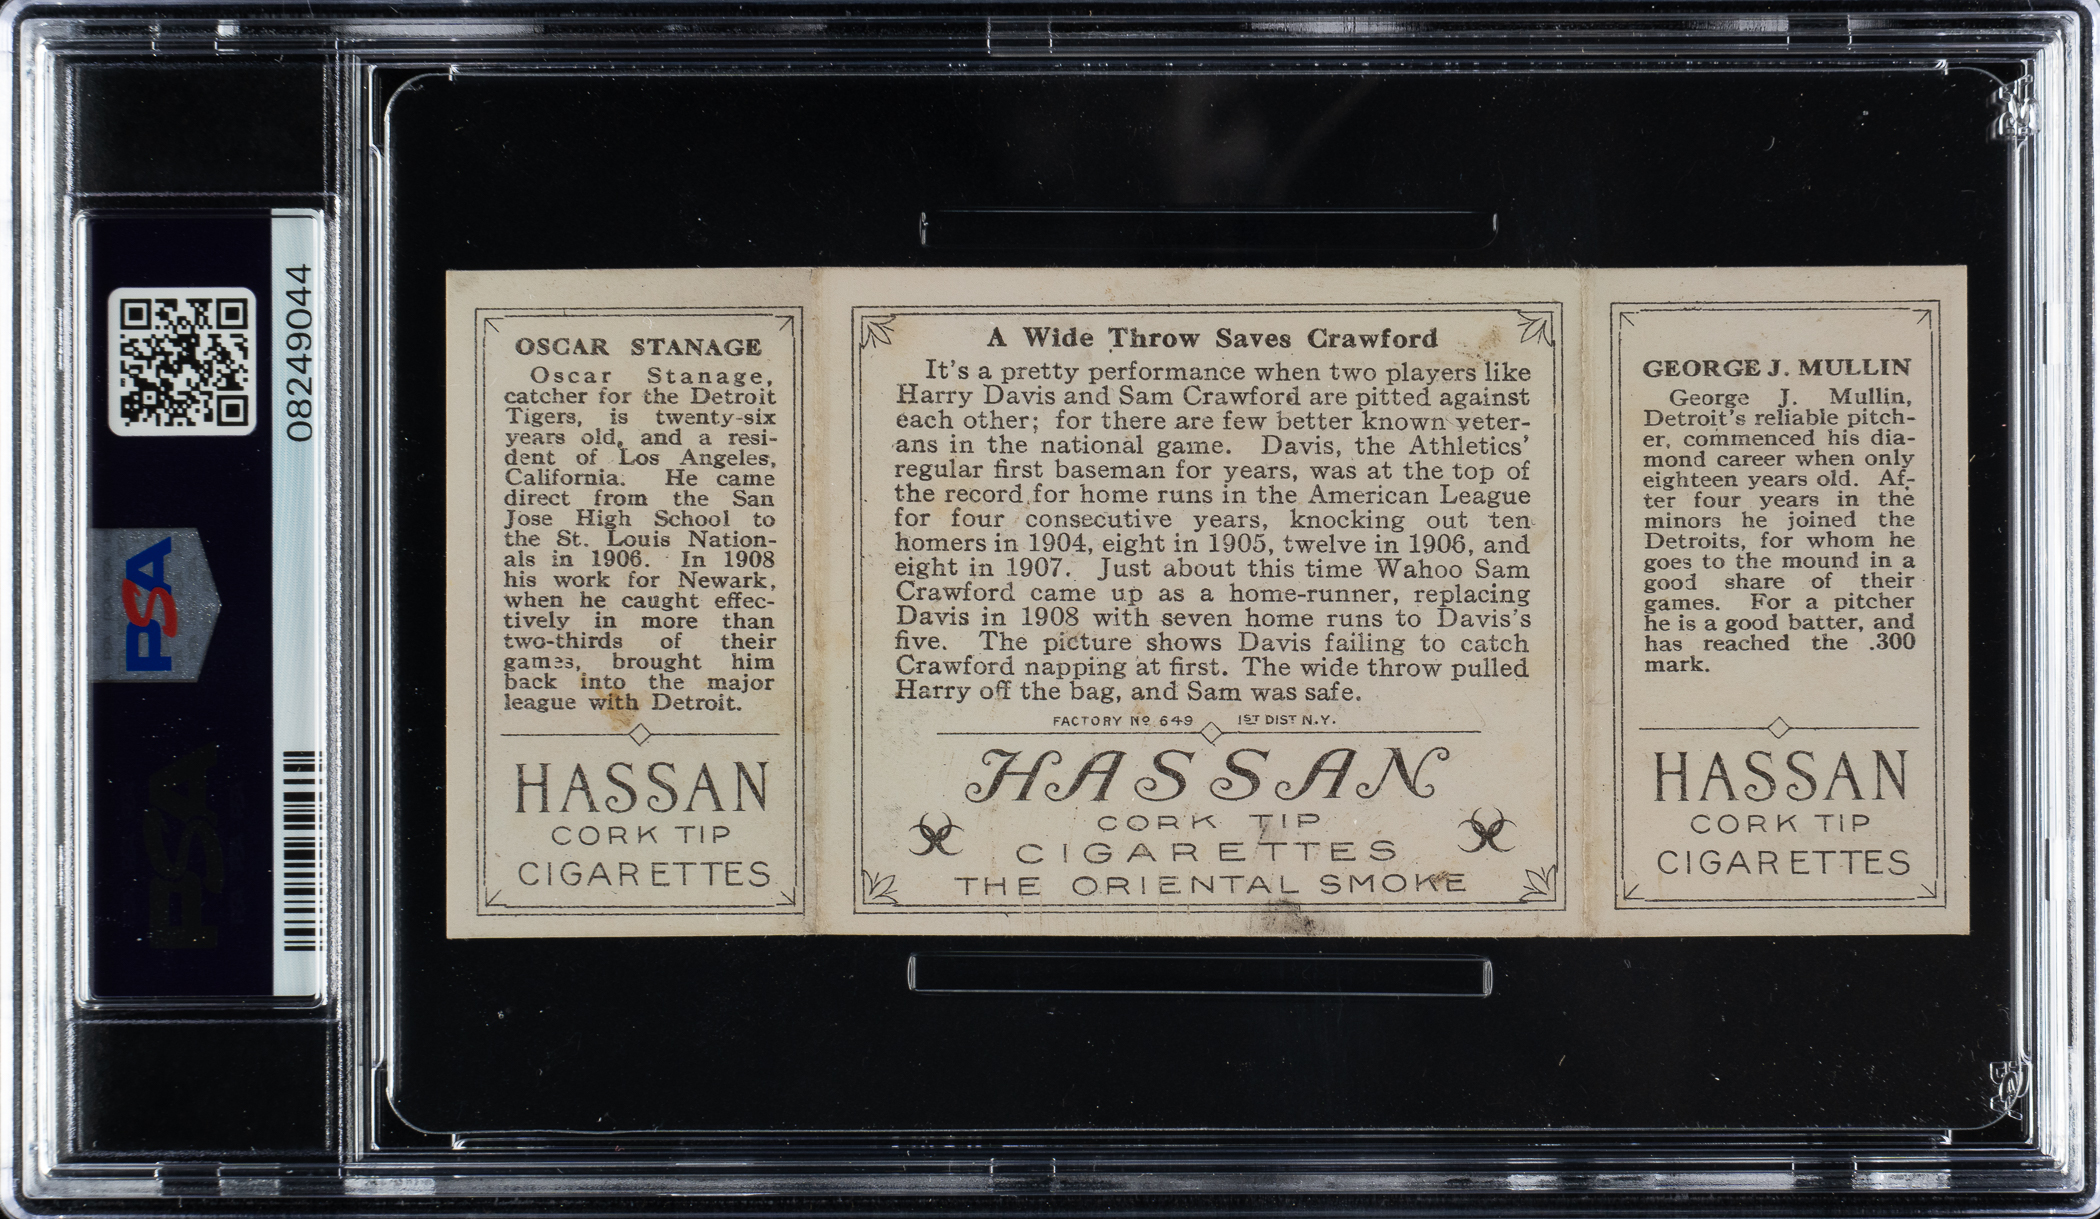 08249044
PSA
OSCAR STANAGE
Oscar Stanage,
catcher for the Detroit
Tigers, is twenty-six
years old, and a resi-
dent of Los Angeles,
California. He came
direct from the San
Jose High School to
the St. Louis Nation-
als in 1906. In 1908
his work for Newark,
when he caught effec-
tively in more than
two-thirds of their
games, brought him
back into the major
league with Detroit.
HASSAN
CORK TIP
CIGARETTES
A Wide Throw Saves Crawford
It's a pretty performance when two players like
Harry Davis and Sam Crawford are pitted against
each other; for there are few better known veter-
ans in the national game. Davis, the Athletics'
regular first baseman for years, was at the top of
the record for home runs in the American League
for four consecutive years, knocking out ten
homers in 1904, eight in 1905, twelve in 1906, and
eight in 1907. Just about this time Wahoo Sam
Crawford came up as a home-runner, replacing
Davis in 1908 with seven home runs to Davis's
five. The picture shows Davis failing to catch
Crawford napping at first. The wide throw pulled
Harry off the bag, and Sam was safe.
FACTORY No 649 1ST DIST N.Y.
HASSAN
CORK TIP
CIGARETTES
THE ORIENTAL SMOKE
GEORGE J. MULLIN
George J. Mullin,
Detroit's reliable pitch-
er, commenced his dia-
mond career when only
eighteen years old. Af-
ter four years in the
minors he joined the
Detroits, for whom he
goes to the mound in a
good share of their
games. For a pitcher
he is a good batter, and
has reached the .300
mark.
HASSAN
CORK TIP
CIGARETTES